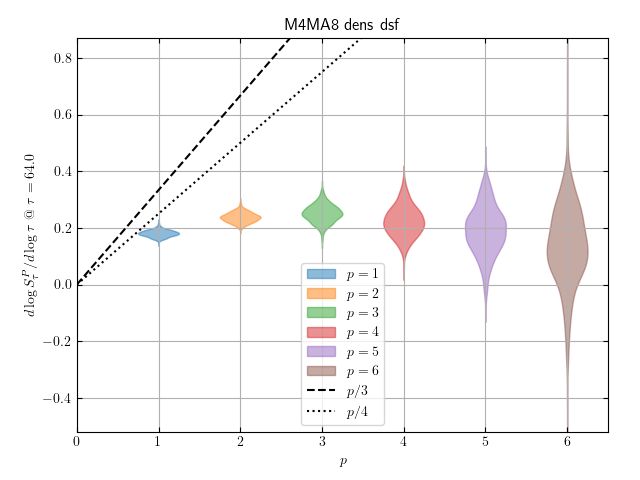 M4MA8 dens dsf
d log S_τ^P / d log τ @ τ = 64.0
0.8
0.6
0.4
0.2
0.0
−0.2
−0.4
p = 1
p = 2
p = 3
p = 4
p = 5
p = 6
p/3
p/4
0 1 2 3 4 5 6
p